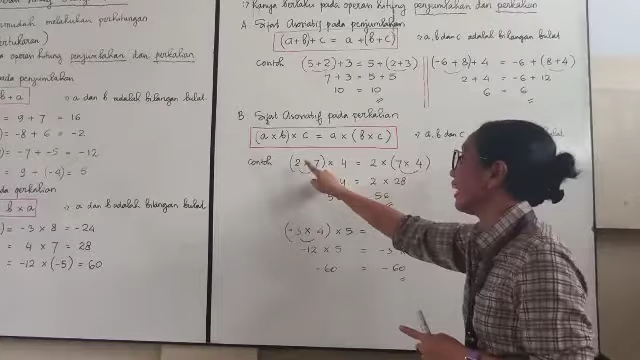 mudah melakukan perhitungan
operasi hitung penjumlahan dan perkalian
pada penjumlahan
b + a
a dan b adalah bilangan bulat.
= 9 + 7 = 16
= -8 + 6 = -2
= -7 + -5 = -12
= 9 + (-4) = 5
perkalian
b x a
a dan b adalah bilangan bulat
= -3 x 8 = -24
= 4 x 7 = 28
= -12 x (-5) = 60
Hanya berlaku pada operasi hitung penjumlahan dan perkalian
A. Sifat Asosiatif pada penjumlahan
(a+b)+c = a+(b+c)
a, b dan c adalah bilangan bulat
contoh (5+2)+3 = 5+(2+3)
7+3 = 5+5
10 = 10
(-6+8)+4 = -6+(8+4)
2+4 = -6+12
6 = 6
B. Sifat Asosiatif pada perkalian
(a x b) x c = a x (b x c)
a, b dan c
contoh (2 x 7) x 4 = 2 x (7 x 4)
4 = 2 x 28
56
(-3 x 4) x 5 =
-12 x 5 = -3 x
-60 = -60